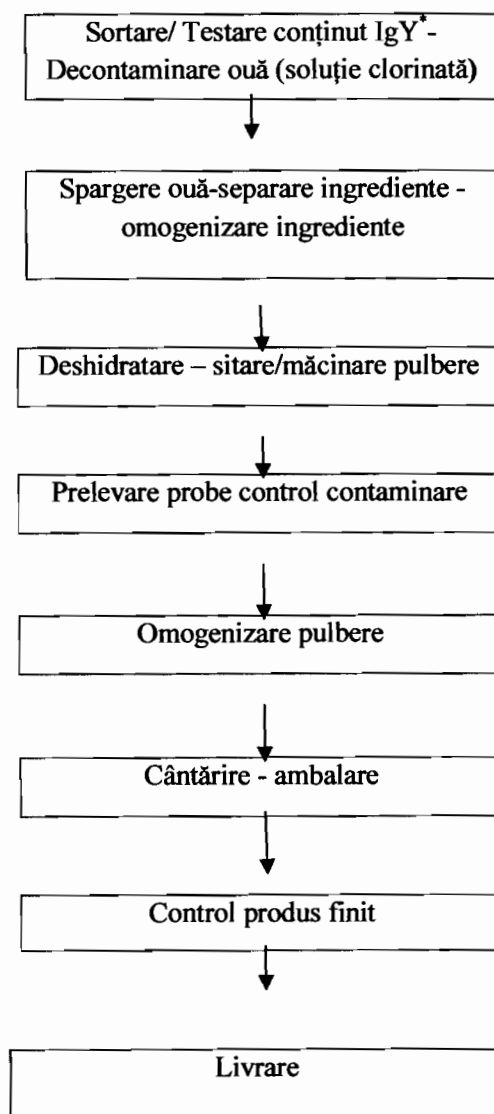 Sortare/ Testare conținut IgY*-
Decontaminare ouă (soluție clorinată)
Spargere ouă-separare ingrediente -
omogenizare ingrediente
Deshidratare – sitare/măcinare pulbere
Prelevare probe control contaminare
Omogenizare pulbere
Cântărire - ambalare
Control produs finit
Livrare